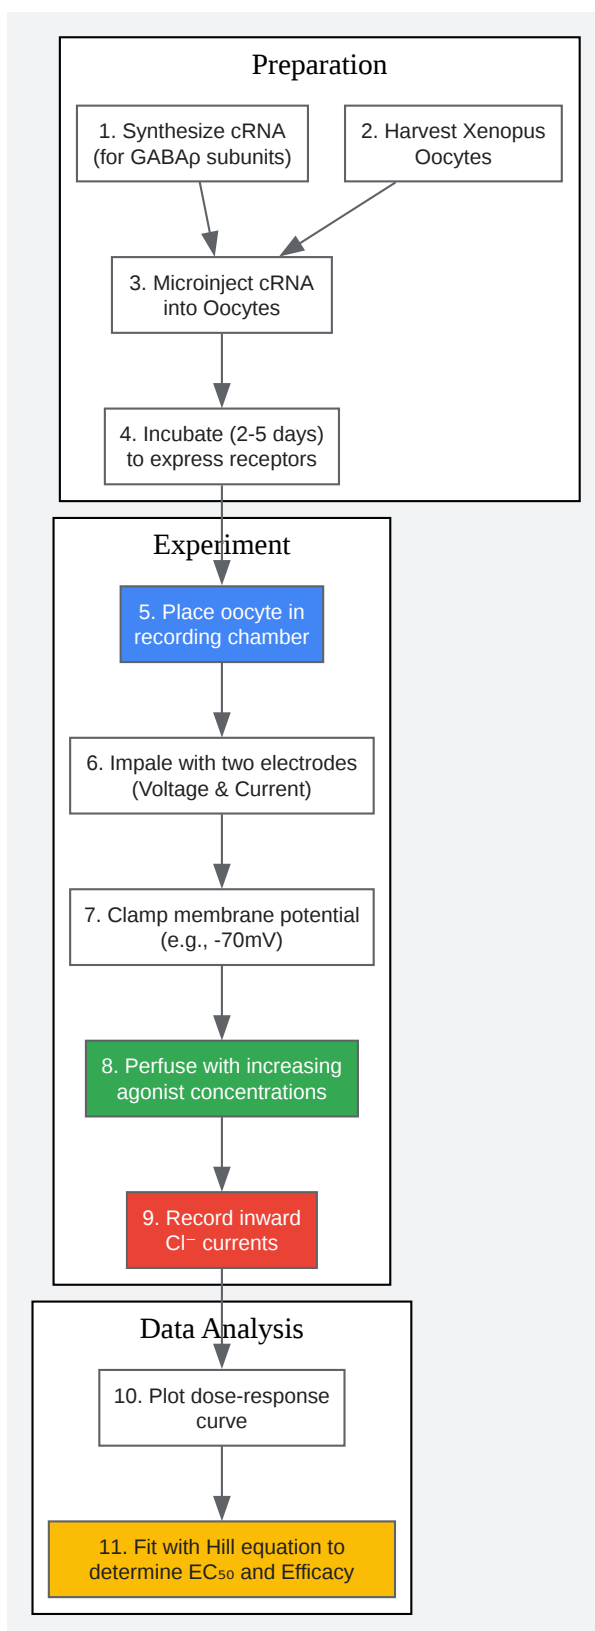 Preparation
1. Synthesize cRNA
(for GABAρ subunits)
2. Harvest Xenopus
Oocytes
3. Microinject cRNA
into Oocytes
4. Incubate (2-5 days)
to express receptors
Experiment
5. Place oocyte in
recording chamber
6. Impale with two electrodes
(Voltage & Current)
7. Clamp membrane potential
(e.g., -70mV)
8. Perfuse with increasing
agonist concentrations
9. Record inward
Cl⁻ currents
Data Analysis
10. Plot dose-response
curve
11. Fit with Hill equation to
determine EC₅₀ and Efficacy